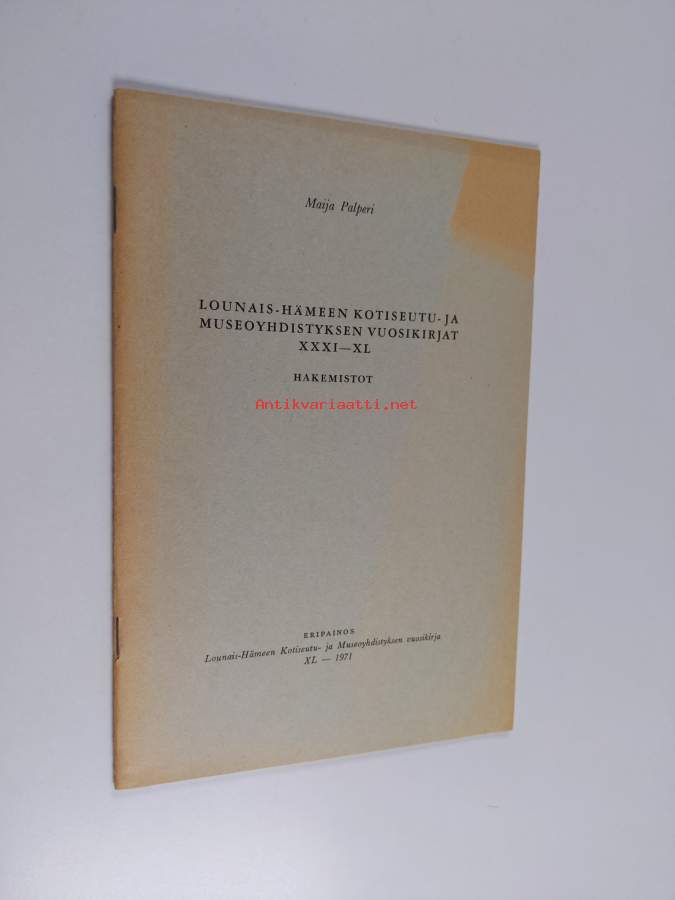 Maija Palperi
LOUNAIS-HÄMEEN KOTISEUTU- JA
MUSEOYHDISTYKSEN VUOSIKIRJAT
XXXI—XL
HAKEMISTOT
Antikvariaatti.net
ERIPAINOS
Lounais-Hämeen Kotiseutu- ja Museoyhdistyksen vuosikirja
XL — 1971